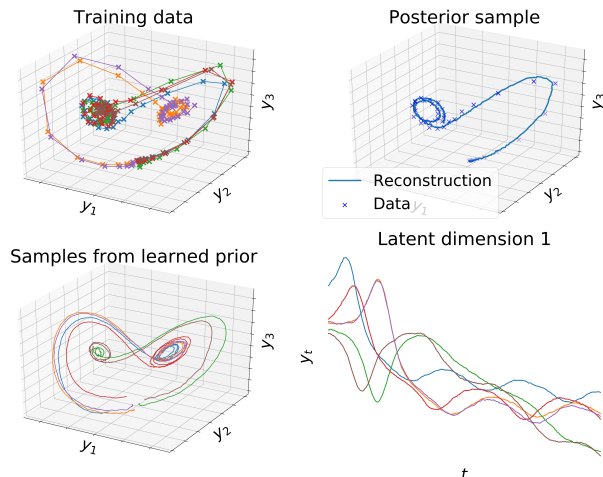 Training data
y1
y2
y3
Posterior sample
y1
y2
y3
Reconstruction
Data
Samples from learned prior
y1
y2
y3
Latent dimension 1
yt
t